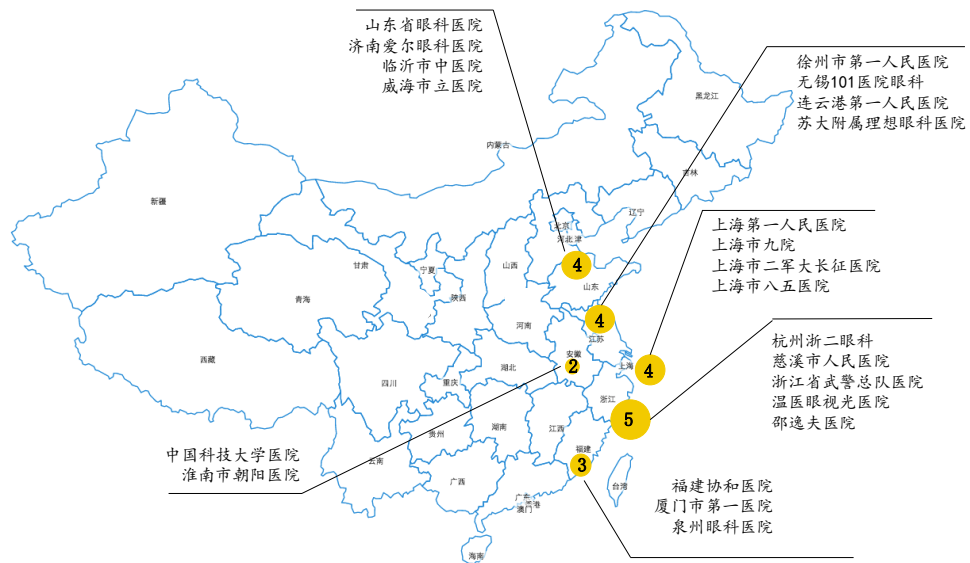 山东省眼科医院
济南爱尔眼科医院
临沂市中医院
威海市立医院
徐州市第一人民医院
无锡101医院眼科
连云港第一人民医院
苏大附属理想眼科医院
黑龙江
内蒙古
吉林
新疆
辽宁
北京
河北 津
上海第一人民医院
上海市九院
上海市二军大长征医院
上海市八五医院
甘肃
宁夏
山西
4
山东
青海
陕西
河南
4
江苏
西藏
四川
重庆
湖北
安徽
2
上海
4
杭州浙二眼科
慈溪市人民医院
浙江省武警总队医院
温医眼视光医院
邵逸夫医院
浙江
5
贵州
湖南
江西
福建
3
中国科技大学医院
淮南市朝阳医院
云南
广西
广东
港
澳门
台湾
福建协和医院
厦门市第一医院
泉州眼科医院
海南